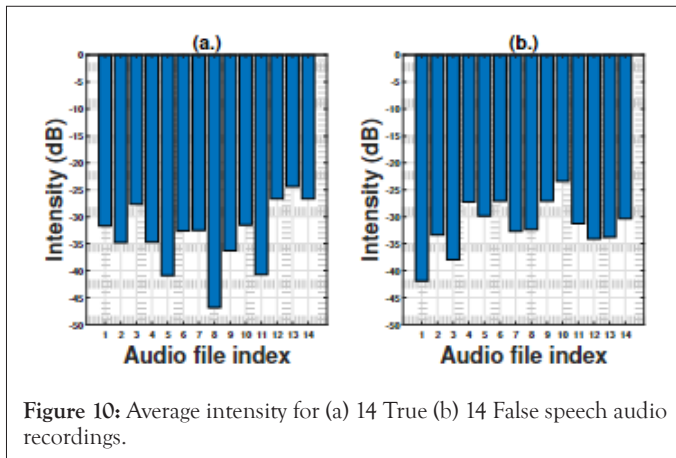 (a.)
(b.)
Intensity (dB)
0
-5
-10
-15
-20
-25
-30
-35
-40
-45
-50
1 2 3 4 5 6 7 8 9 10 11 12 13 14
Audio file index
Intensity (dB)
0
-5
-10
-15
-20
-25
-30
-35
-40
-45
-50
1 2 3 4 5 6 7 8 9 10 11 12 13 14
Audio file index
Figure 10: Average intensity for (a) 14 True (b) 14 False speech audio
recordings.